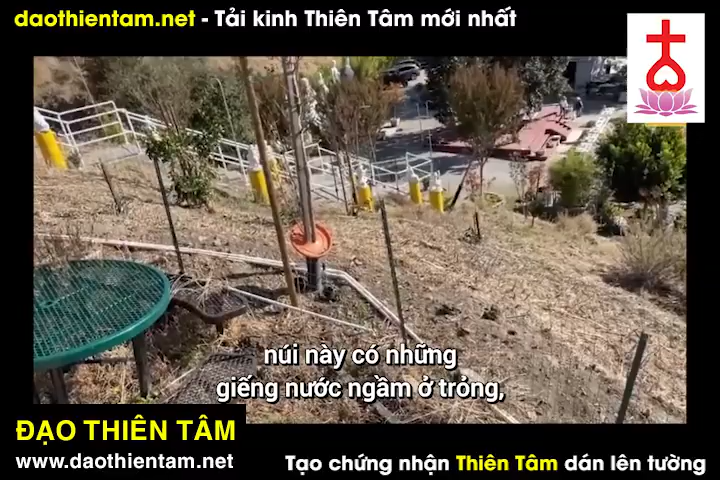 daothientam.net - Tải kinh Thiên Tâm mới nhất
núi này có những
giếng nước ngầm ở trỏng,
ĐẠO THIÊN TÂM
www.daothientam.net
Tạo chứng nhận Thiên Tâm dán lên tường